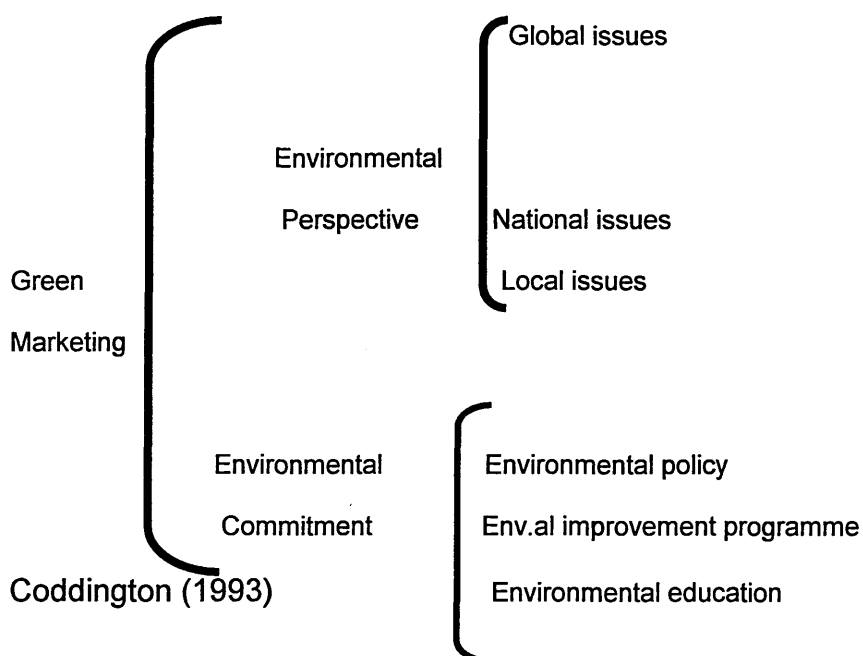 Global issues
Environmental
Perspective
National issues
Green
Local issues
Marketing
Environmental
Environmental policy
Commitment
Env.al improvement programme
Coddington (1993)
Environmental education